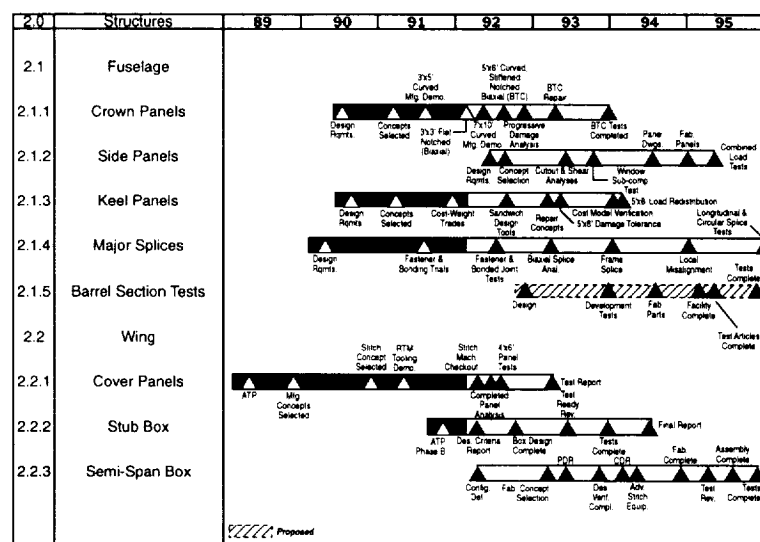 2.0 Structures 89 90 91 92 93 94 95
2.1 Fuselage
3'x5' Curved Mfg. Demo.
5'x6' Curved, Stiffened Notched Biaxial (BTC)
BTC Repair
2.1.1 Crown Panels
Design Rqmts.
Concepts Selected
3'x3' Flat Notched (Biaxial)
7'x10' Curved Mfg. Demo
Progressive Damage Analysis
BTC Tests Completed
Panel Dwgs.
Fab. Panels
2.1.2 Side Panels
Combined Load Tests
Design Rqmts.
Concept Selection
Cutout & Shear Analyses
Window Sub-comp Test
2.1.3 Keel Panels
5'x8' Load Redistribution
Design Rqmts.
Concepts Selected
Cost-Weight Trades
Sandwich Design Tools
Repair Concepts
Cost Model Verification
5'x6' Damage Tolerance
Longitudinal & Circular Splice Tests
2.1.4 Major Splices
Design Rqmts.
Fastener & Bonding Trials
Fastener & Bonded Joint Tests
Biaxial Splice Anal.
Frame Splice
Local Misalignment
Tests Complete
2.1.5 Barrel Section Tests
Design
Development Tests
Fab Parts
Facility Complete
Test Articles Complete
2.2 Wing
Stitch Concept Selected
RTM Tooling Demo.
Stitch Mach Checkout
4'x6' Panel Tests
2.2.1 Cover Panels
Test Report
ATP
Mfg Concepts Selected
Completed Panel Analysis
Test Ready Rev.
2.2.2 Stub Box
Final Report
ATP Phase B
Des. Criteria Report
Box Design Complete
Tests Complete
Fab Complete
Assembly Complete
2.2.3 Semi-Span Box
PDR
CDR
Config. Def.
Fab Concept Selection
Des Verif. Compl.
Adv. Stitch Equip.
Test Rev.
Tests Complete
Proposed